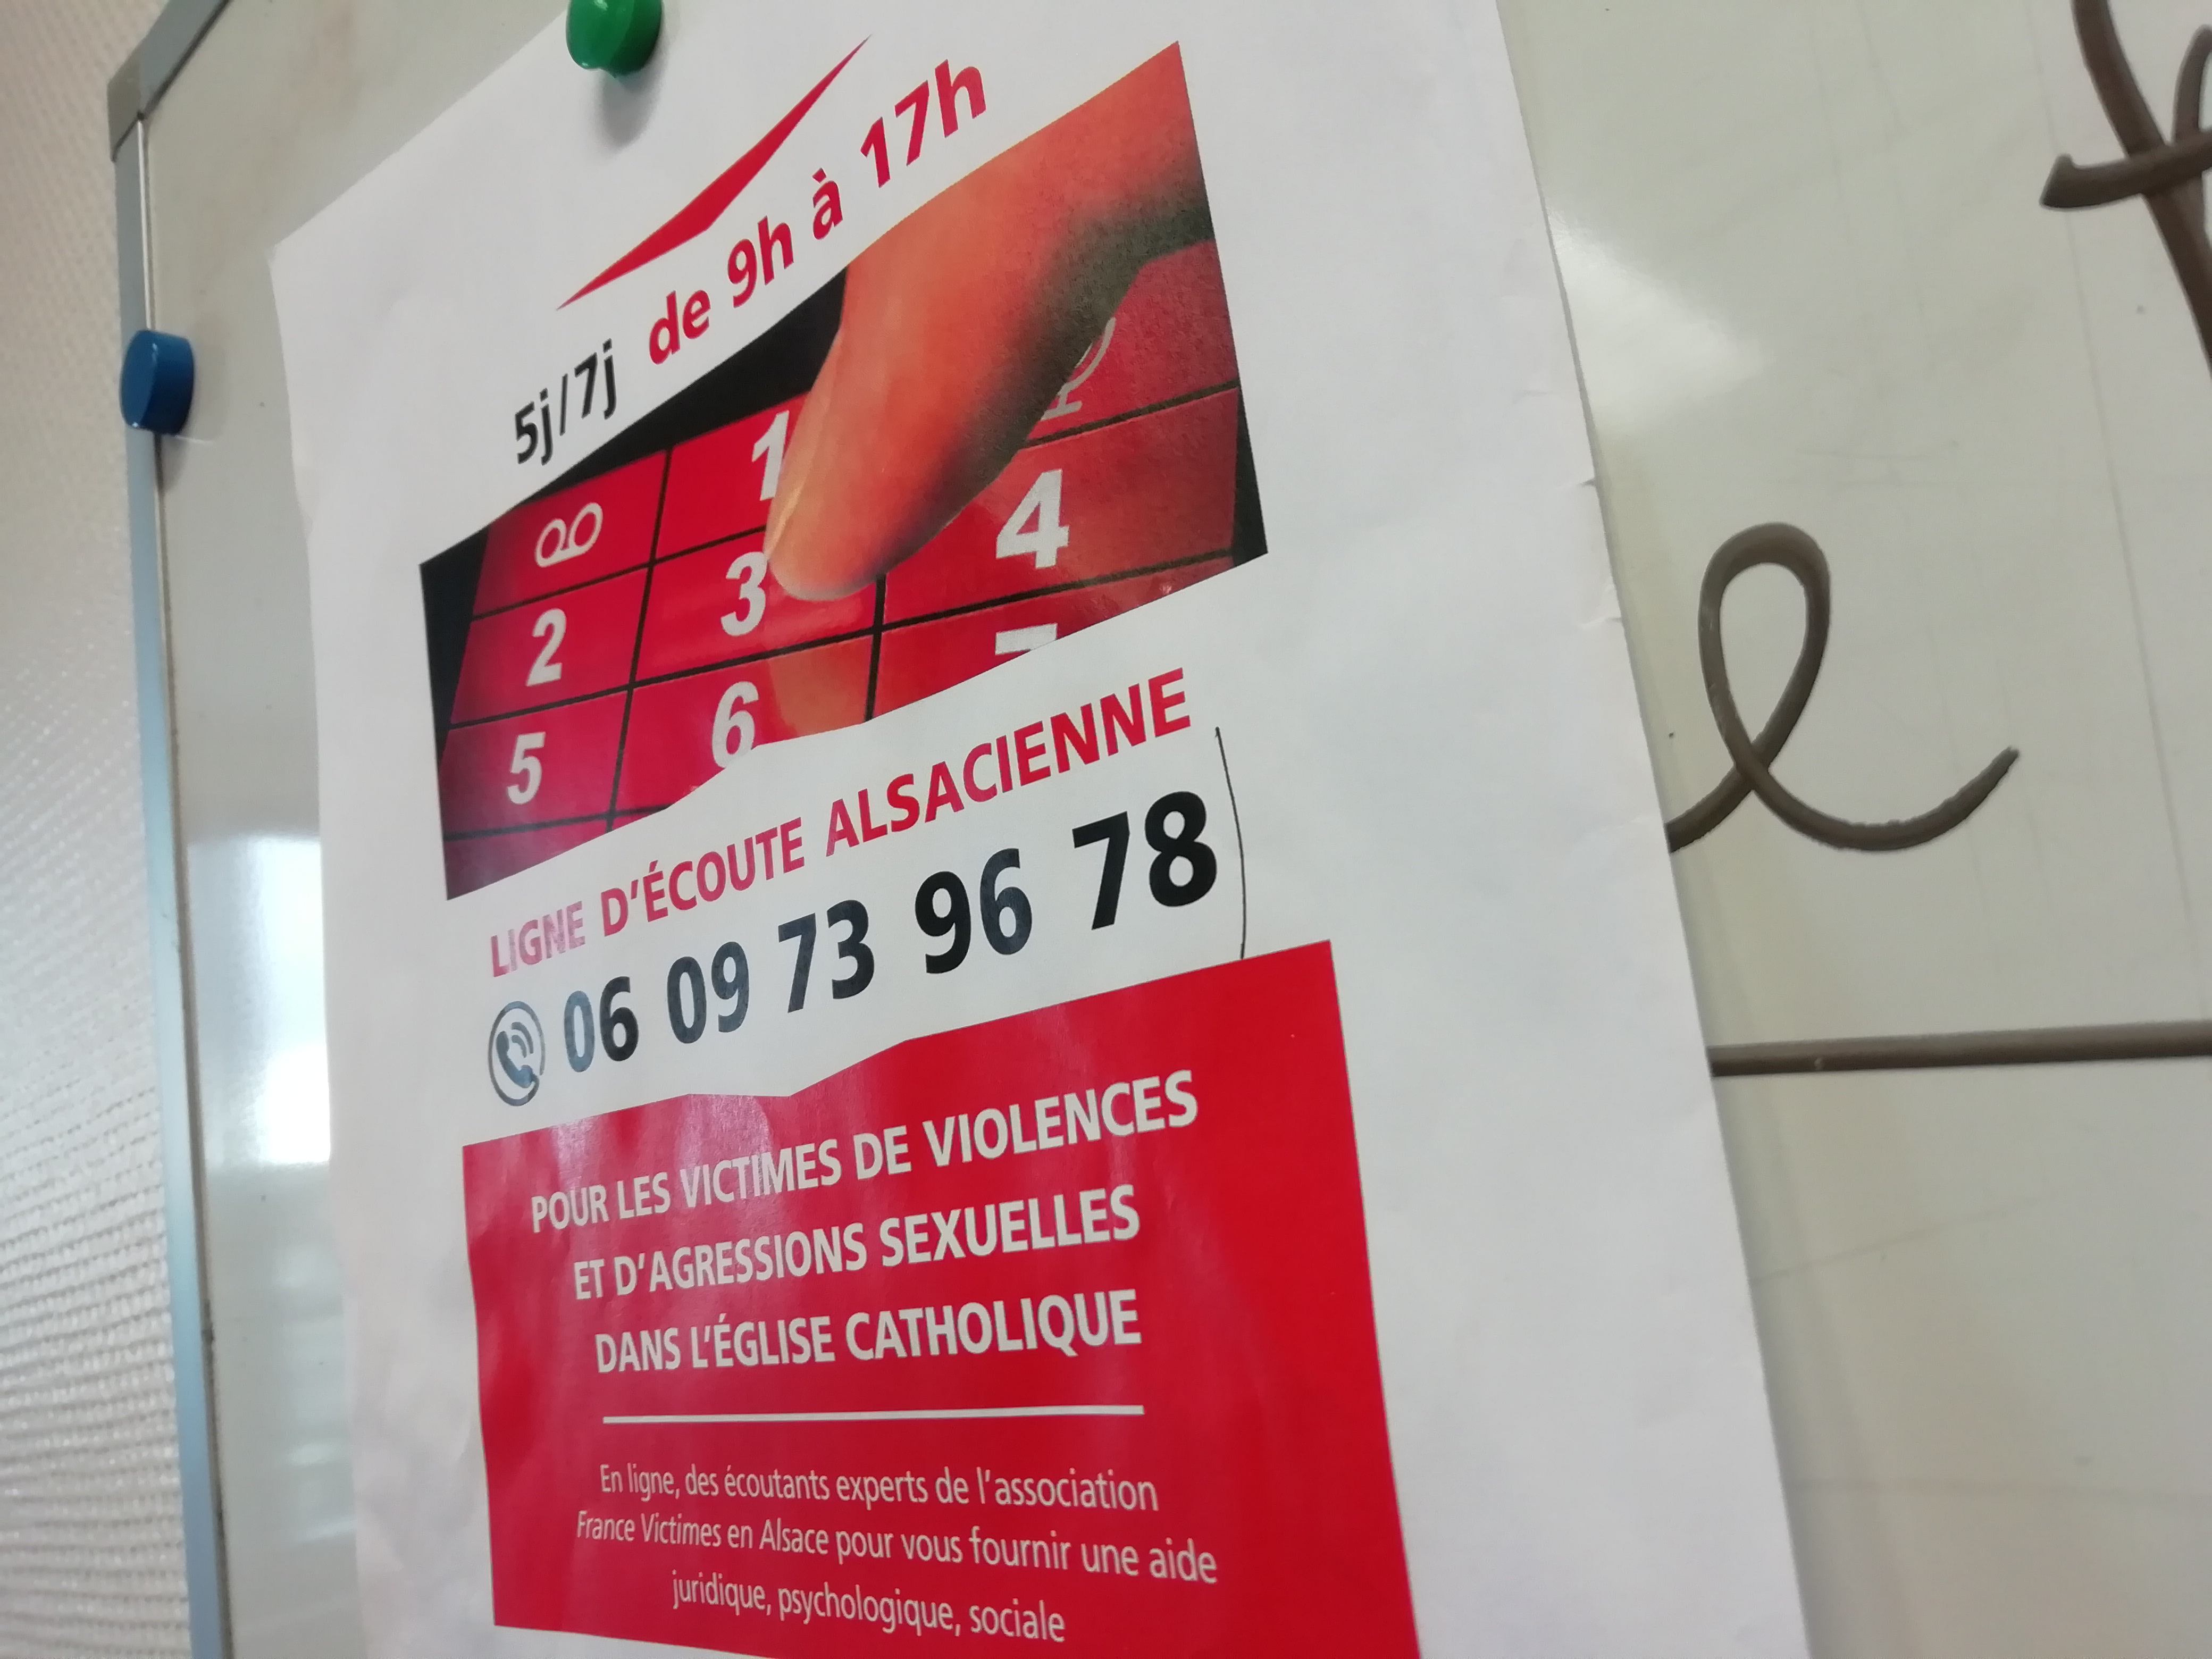 5j/7j de 9h à 17h
1
2 3 4
5 6
LIGNE D'ÉCOUTE ALSACIENNE
06 09 73 96 78
POUR LES VICTIMES DE VIOLENCES
ET D'AGRESSIONS SEXUELLES
DANS L'ÉGLISE CATHOLIQUE
En ligne, des écoutants experts de l'association
France Victimes en Alsace pour vous fournir une aide
juridique, psychologique, sociale
e